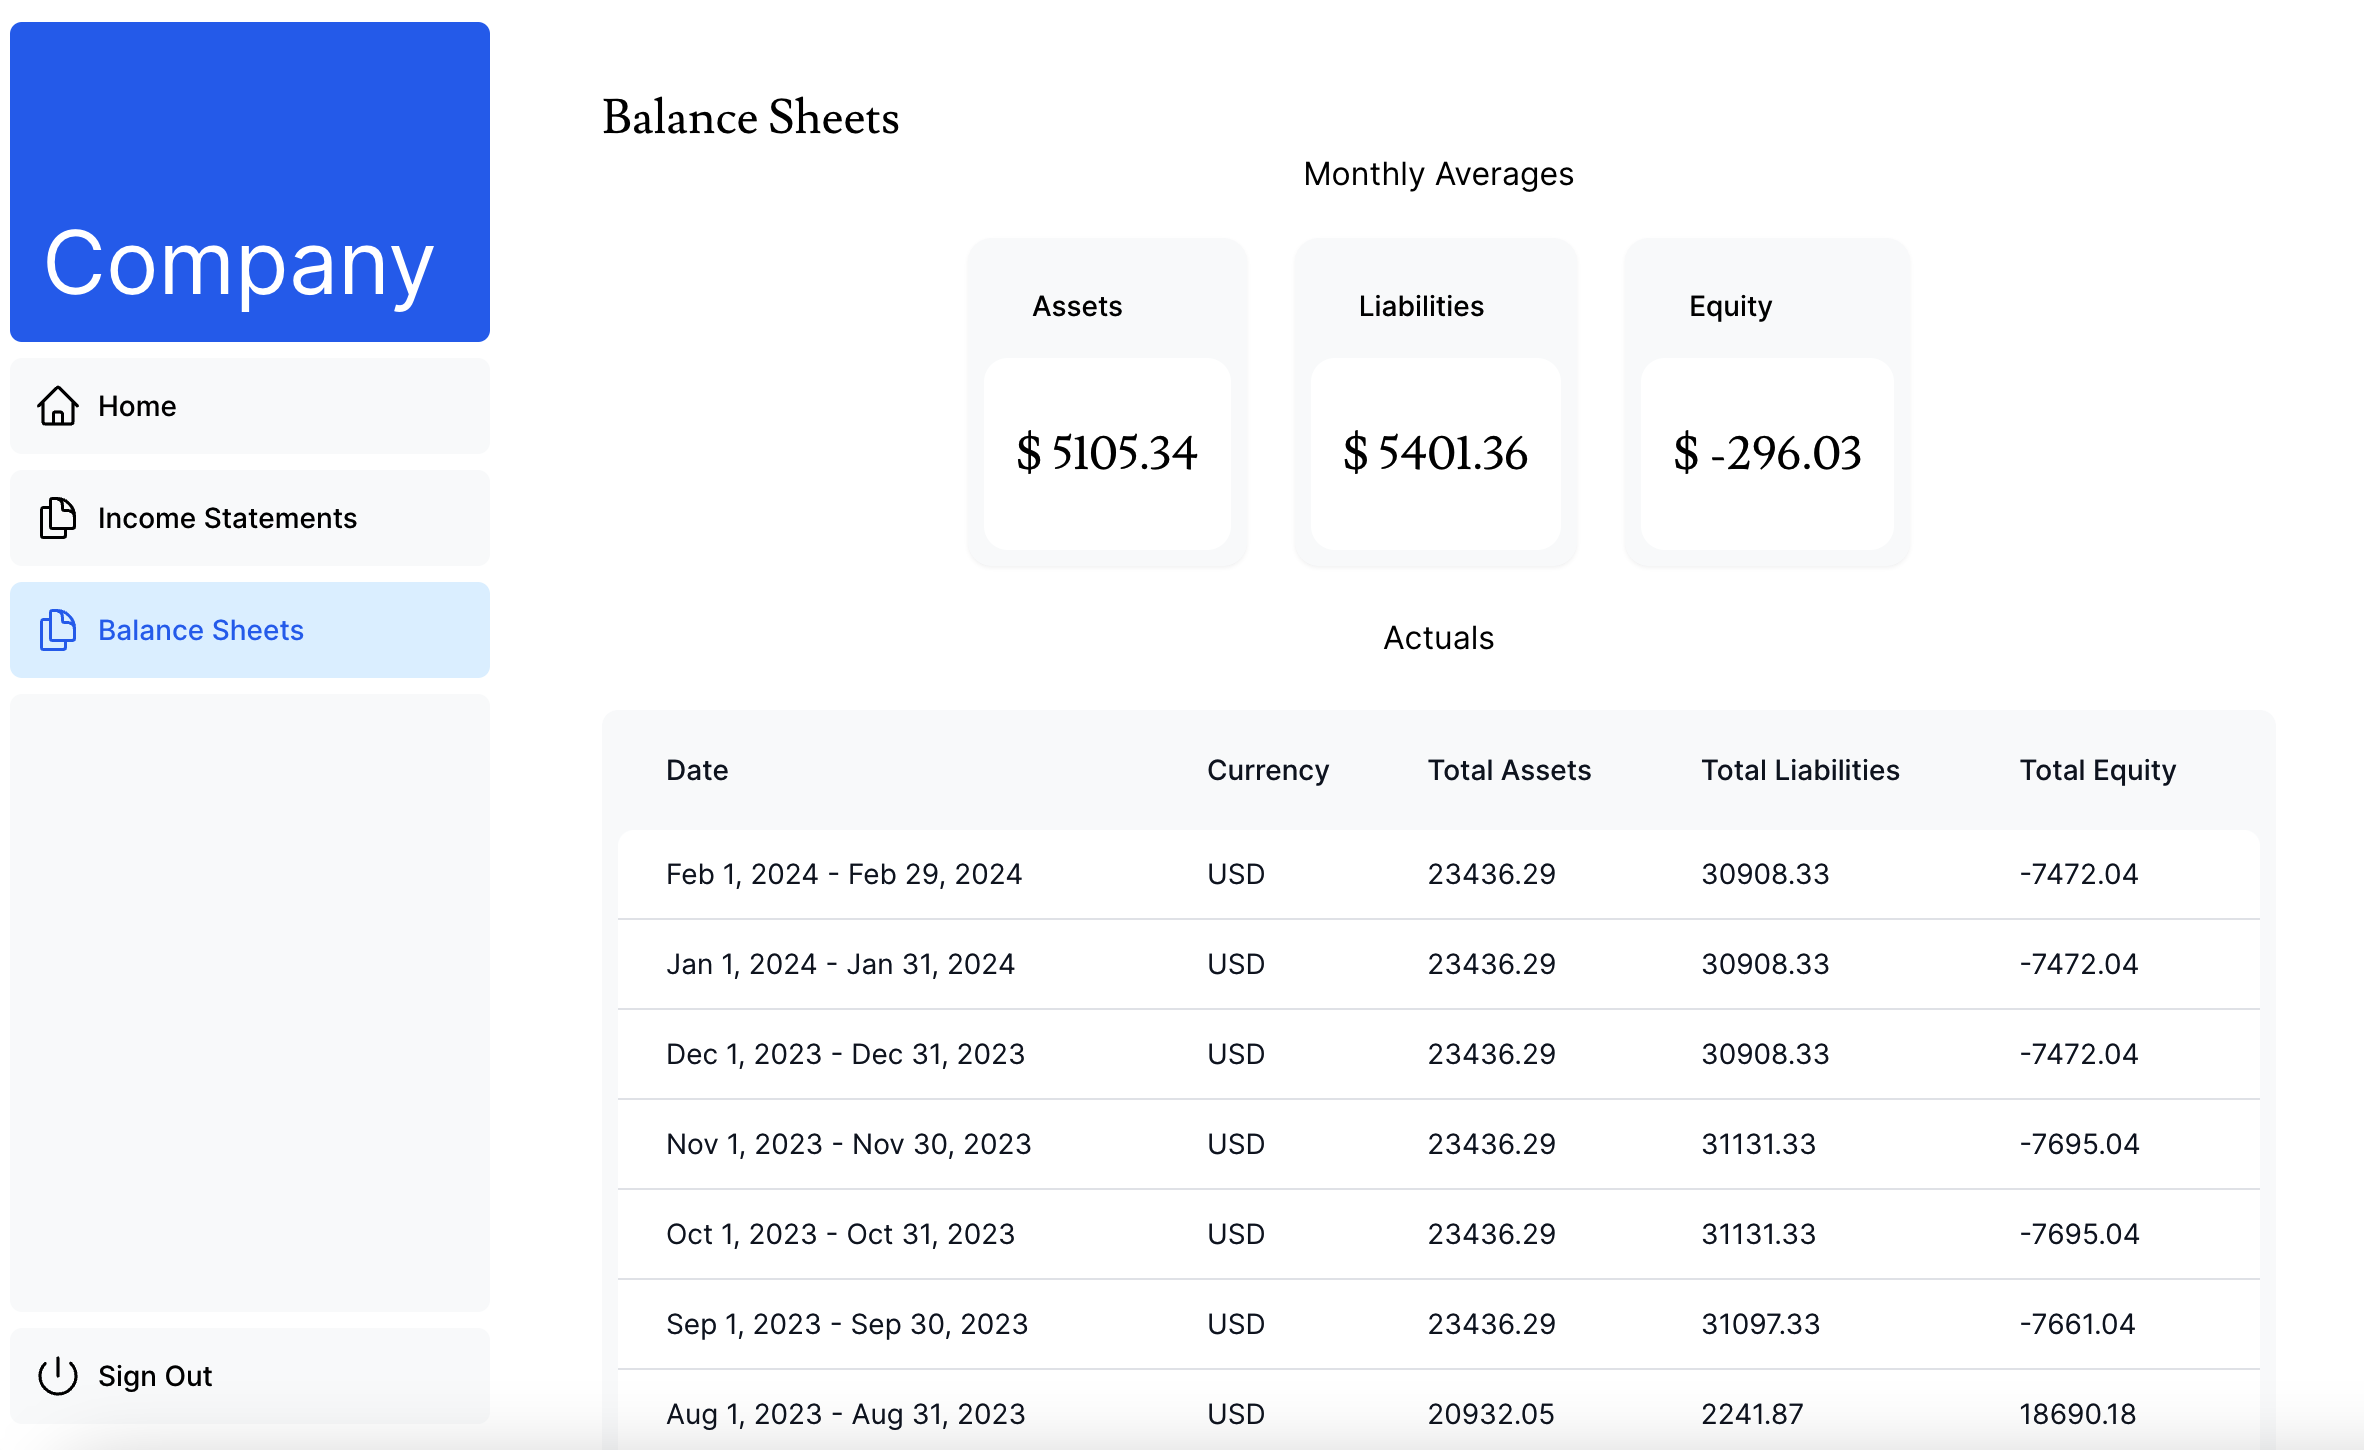 Company
Home
Income Statements
Balance Sheets
Sign Out
Balance Sheets
Monthly Averages
Assets Liabilities Equity
$ 5105.34 $ 5401.36 $ -296.03
Actuals
Date Currency Total Assets Total Liabilities Total Equity
Feb 1, 2024 - Feb 29, 2024 USD 23436.29 30908.33 -7472.04
Jan 1, 2024 - Jan 31, 2024 USD 23436.29 30908.33 -7472.04
Dec 1, 2023 - Dec 31, 2023 USD 23436.29 30908.33 -7472.04
Nov 1, 2023 - Nov 30, 2023 USD 23436.29 31131.33 -7695.04
Oct 1, 2023 - Oct 31, 2023 USD 23436.29 31131.33 -7695.04
Sep 1, 2023 - Sep 30, 2023 USD 23436.29 31097.33 -7661.04
Aug 1, 2023 - Aug 31, 2023 USD 20932.05 2241.87 18690.18